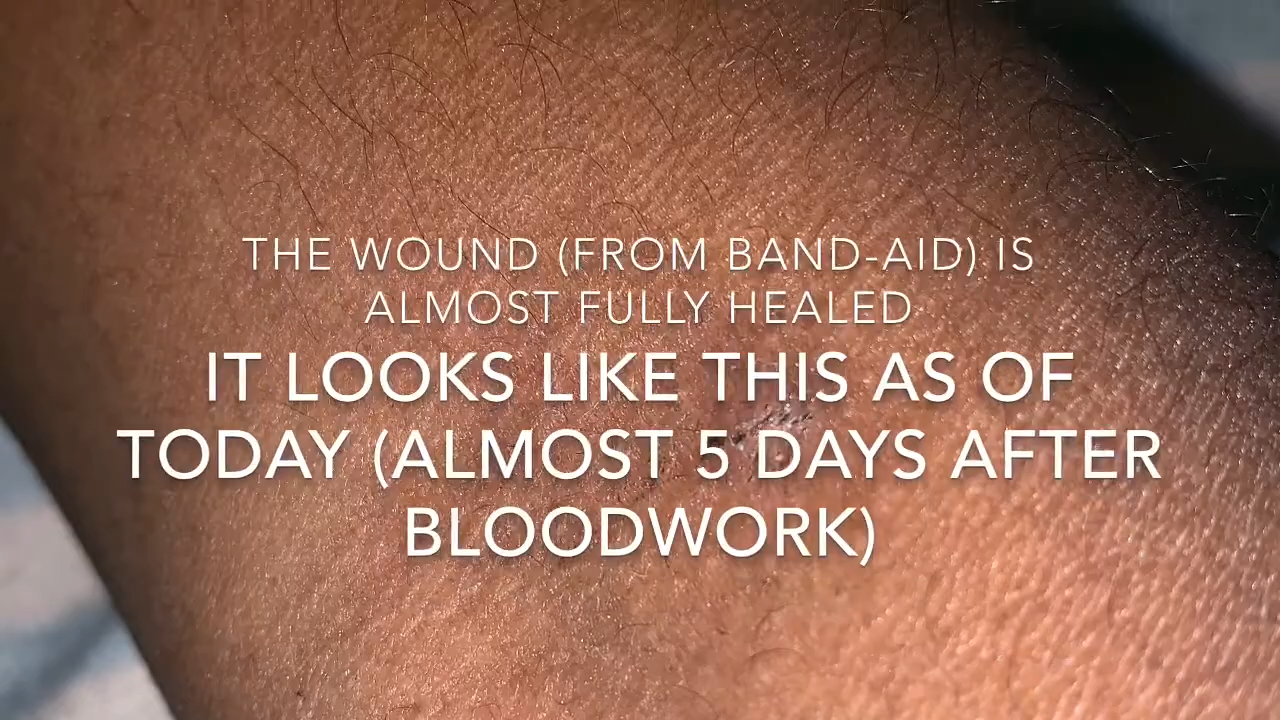 THE WOUND (FROM BAND-AID) IS
ALMOST FULLY HEALED
IT LOOKS LIKE THIS AS OF
TODAY (ALMOST 5 DAYS AFTER
BLOODWORK)